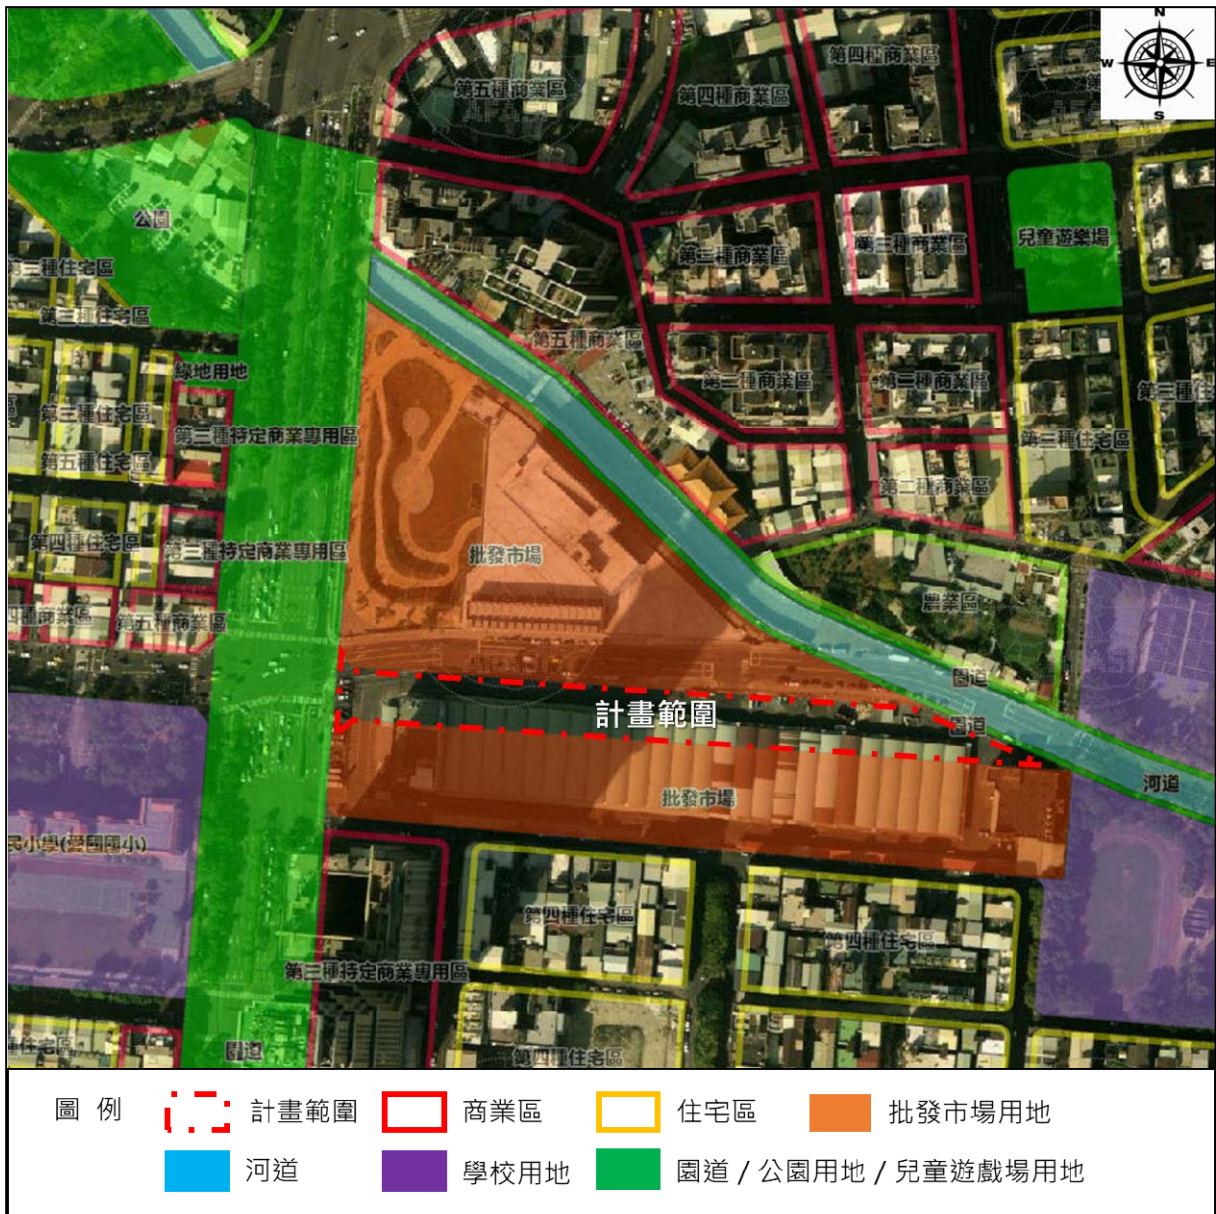 N
W
E
S
第五種商業區
第四種商業區
第四種商業區
公園
第二種商業區
第三種商業區
兒童遊樂場
第三種住宅區
第五種商業區
綠地用地
第二種商業區
第二種商業區
第三種住宅區
第三種特定商業專用區
第三種住宅區
第五種住宅區
第二種商業區
第四種住宅區
第三種特定商業專用區
批發市場
農業區
第五種商業區
園道
計畫範圍
園道
河道
批發市場
民小學(愛國國小)
第四種住宅區
第四種住宅區
第三種特定商業專用區
園道
第四種住宅區
圖 例
計畫範圍
商業區
住宅區
批發市場用地
河道
學校用地
園道 / 公園用地 / 兒童遊戲場用地